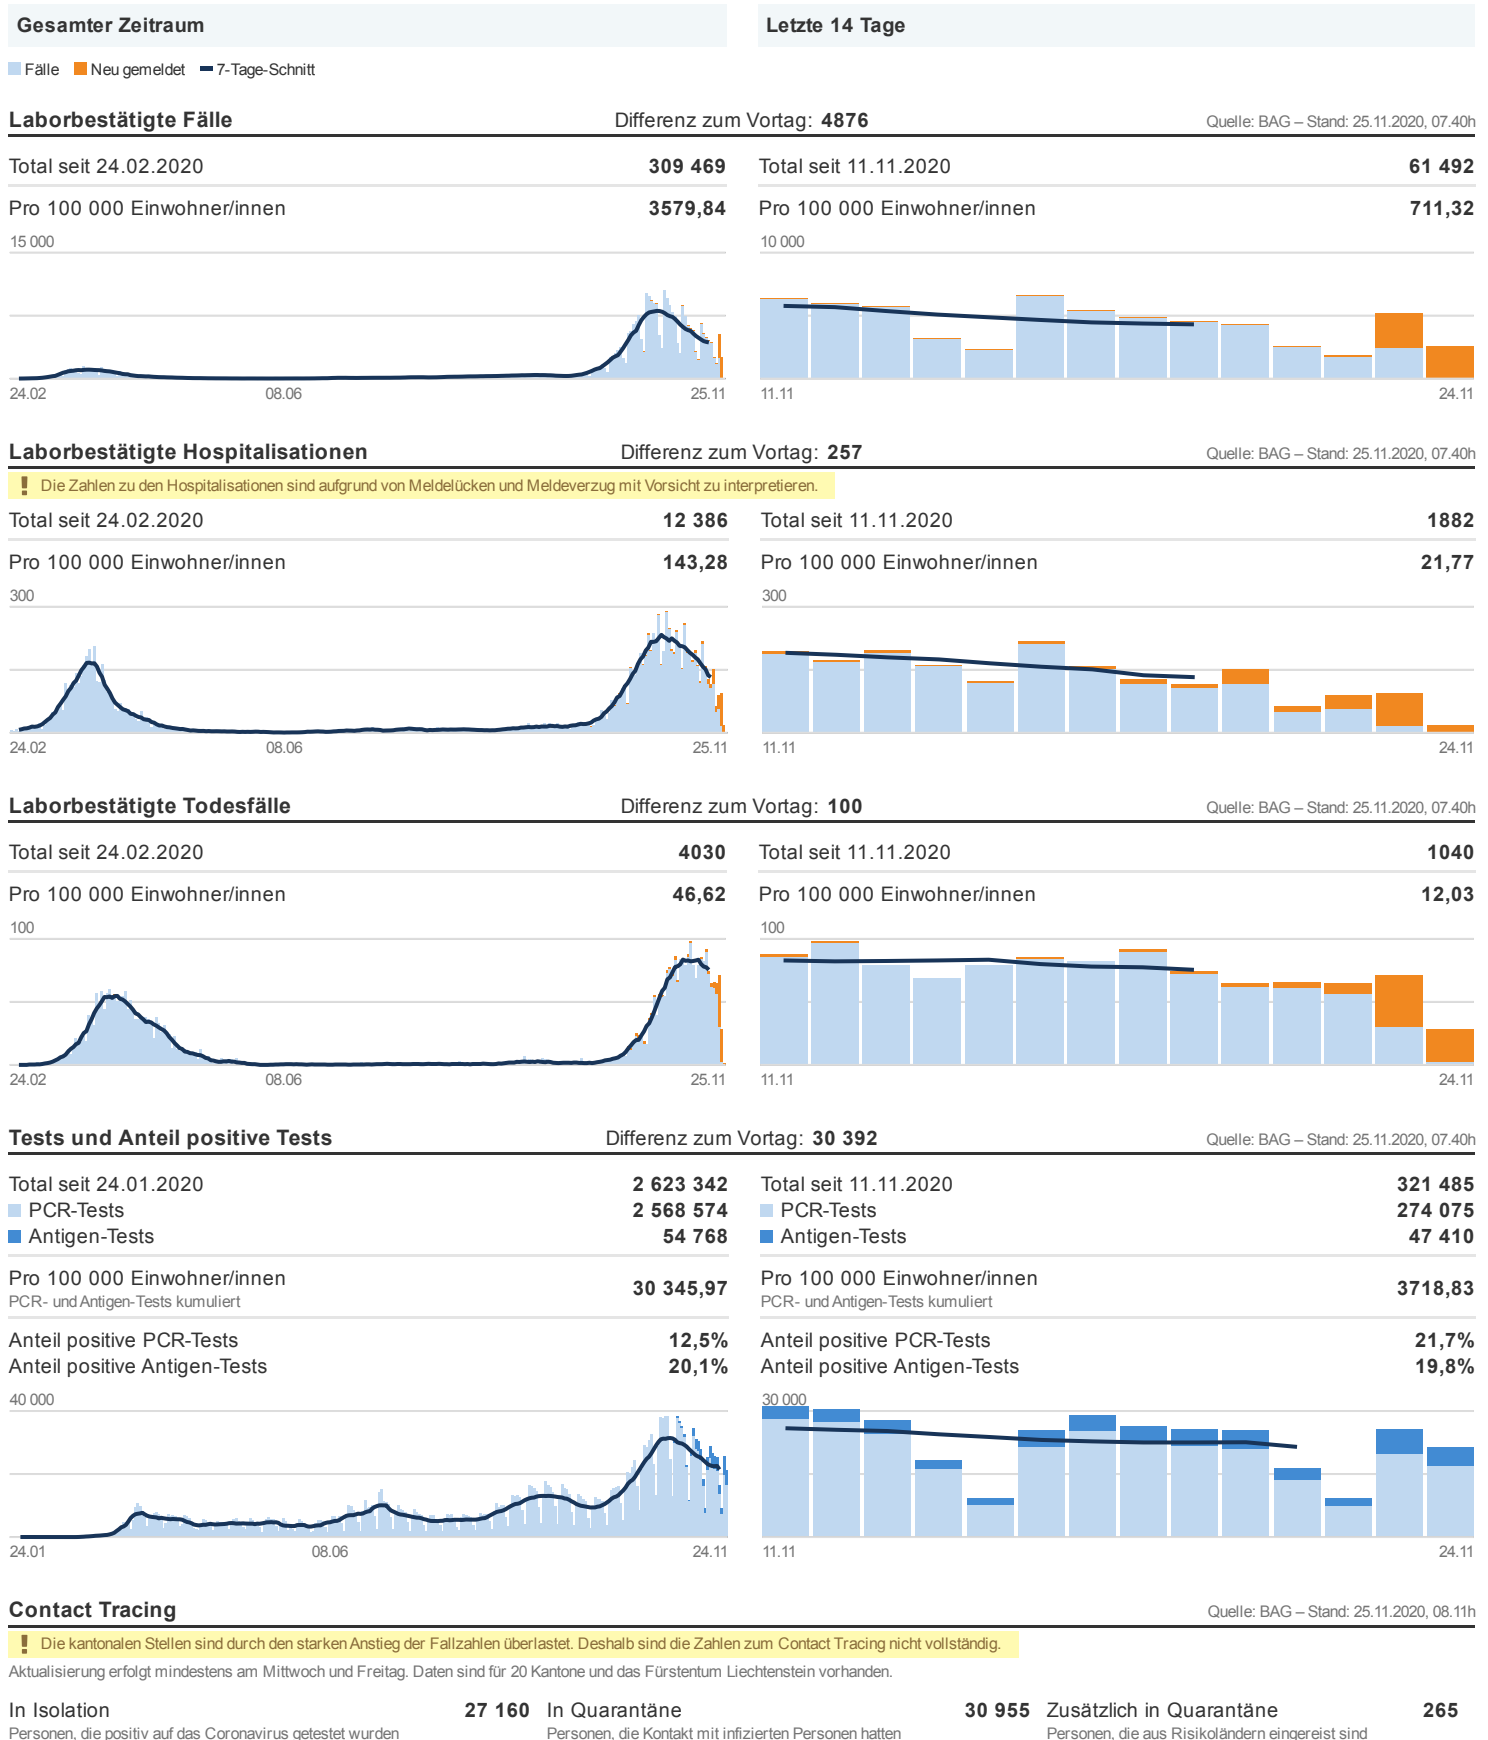 Gesamter Zeitraum
Letzte 14 Tage
Fälle Neu gemeldet 7-Tage-Schnitt
Laborbestätigte Fälle Differenz zum Vortag: 4876 Quelle: BAG – Stand: 25.11.2020, 07.40h
Total seit 24.02.2020 309 469
Pro 100 000 Einwohner/innen 3579,84
15 000
24.02 08.06 25.11
Total seit 11.11.2020 61 492
Pro 100 000 Einwohner/innen 711,32
10 000
11.11 24.11
Laborbestätigte Hospitalisationen Differenz zum Vortag: 257 Quelle: BAG – Stand: 25.11.2020, 07.40h
! Die Zahlen zu den Hospitalisationen sind aufgrund von Meldelücken und Meldeverzug mit Vorsicht zu interpretieren.
Total seit 24.02.2020 12 386
Pro 100 000 Einwohner/innen 143,28
300
24.02 08.06 25.11
Total seit 11.11.2020 1882
Pro 100 000 Einwohner/innen 21,77
300
11.11 24.11
Laborbestätigte Todesfälle Differenz zum Vortag: 100 Quelle: BAG – Stand: 25.11.2020, 07.40h
Total seit 24.02.2020 4030
Pro 100 000 Einwohner/innen 46,62
100
24.02 08.06 25.11
Total seit 11.11.2020 1040
Pro 100 000 Einwohner/innen 12,03
100
11.11 24.11
Tests und Anteil positive Tests Differenz zum Vortag: 30 392 Quelle: BAG – Stand: 25.11.2020, 07.40h
Total seit 24.01.2020 2 623 342
PCR-Tests 2 568 574
Antigen-Tests 54 768
Pro 100 000 Einwohner/innen 30 345,97
PCR- und Antigen-Tests kumuliert
Anteil positive PCR-Tests 12,5%
Anteil positive Antigen-Tests 20,1%
40 000
24.01 08.06 24.11
Total seit 11.11.2020 321 485
PCR-Tests 274 075
Antigen-Tests 47 410
Pro 100 000 Einwohner/innen 3718,83
PCR- und Antigen-Tests kumuliert
Anteil positive PCR-Tests 21,7%
Anteil positive Antigen-Tests 19,8%
30 000
11.11 24.11
Contact Tracing Quelle: BAG – Stand: 25.11.2020, 08.11h
! Die kantonalen Stellen sind durch den starken Anstieg der Fallzahlen überlastet. Deshalb sind die Zahlen zum Contact Tracing nicht vollständig.
Aktualisierung erfolgt mindestens am Mittwoch und Freitag. Daten sind für 20 Kantone und das Fürstentum Liechtenstein vorhanden.
In Isolation 27 160
Personen, die positiv auf das Coronavirus getestet wurden
In Quarantäne 30 955
Personen, die Kontakt mit infizierten Personen hatten
Zusätzlich in Quarantäne 265
Personen, die aus Risikoländern eingereist sind